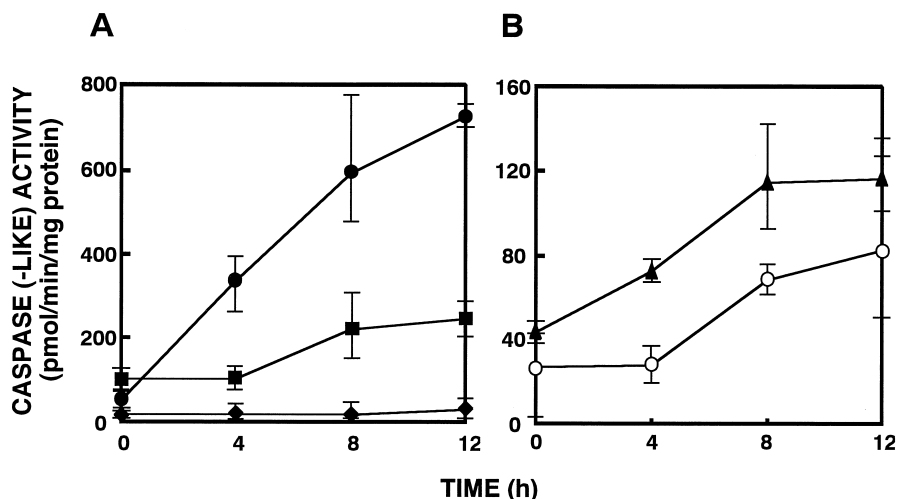 A
B
CASPASE (-LIKE) ACTIVITY
(pmol/min/mg protein)
800
600
400
200
0
0 4 8 12
160
120
80
40
0
0 4 8 12
TIME (h)